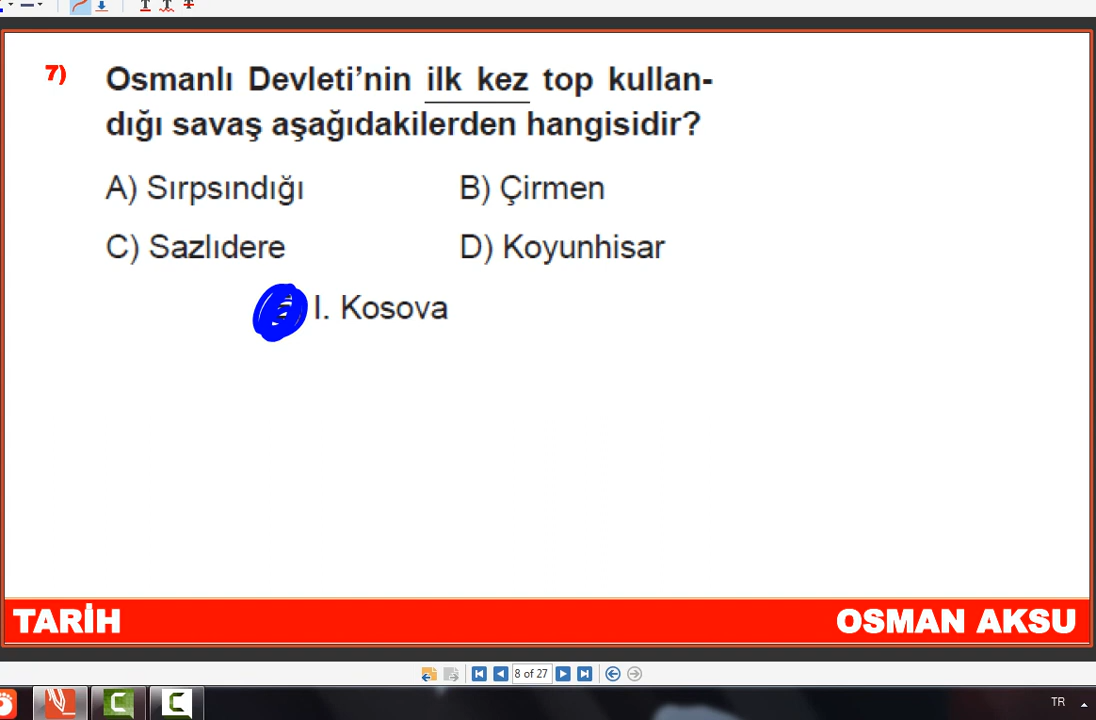 7) Osmanlı Devleti’nin ilk kez top kullan-
dığı savaş aşağıdakilerden hangisidir?
A) Sırpsındığı B) Çirmen
C) Sazlıdere D) Koyunhisar
I. Kosova
TARİH OSMAN AKSU
8 of 27
TR